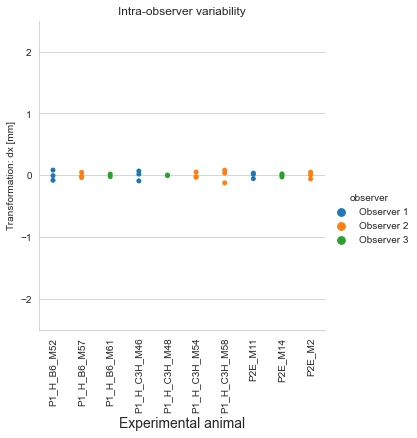 Intra-observer variability
Transformation: dx [mm]
2
1
0
−1
−2
P1_H_B6_M52
P1_H_B6_M57
P1_H_B6_M61
P1_H_C3H_M46
P1_H_C3H_M48
P1_H_C3H_M54
P1_H_C3H_M58
P2E_M11
P2E_M14
P2E_M2
Experimental animal
observer
Observer 1
Observer 2
Observer 3